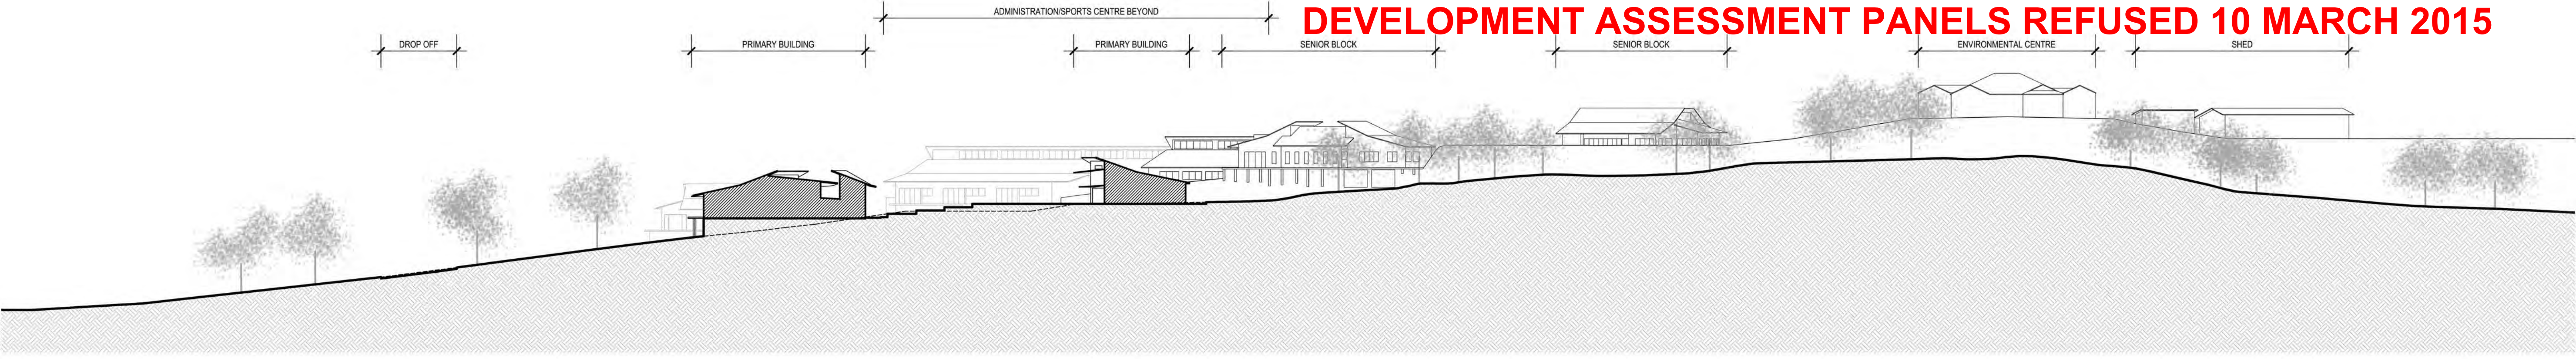 ADMINISTRATION/SPORTS CENTRE BEYOND
DEVELOPMENT ASSESSMENT PANELS REFUSED 10 MARCH 2015
DROP OFF
PRIMARY BUILDING
PRIMARY BUILDING
SENIOR BLOCK
SENIOR BLOCK
ENVIRONMENTAL CENTRE
SHED